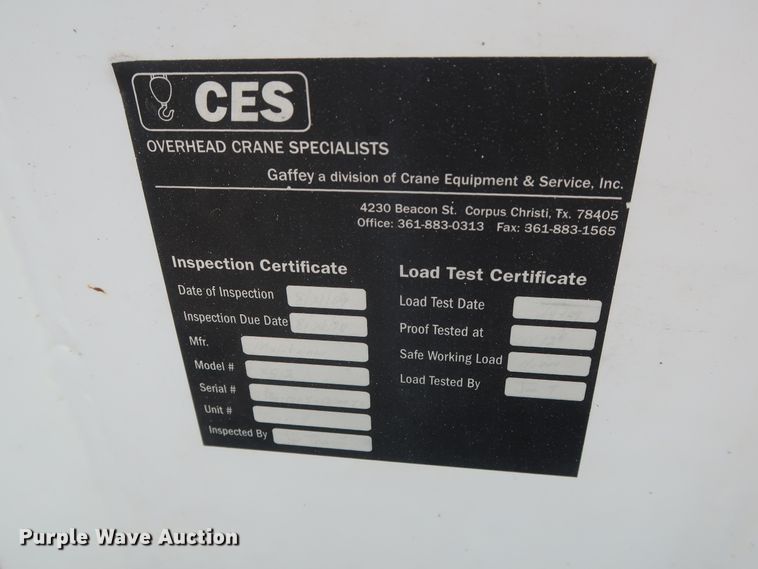 CES
OVERHEAD CRANE SPECIALISTS
Gaffey a division of Crane Equipment & Service, Inc.
4230 Beacon St. Corpus Christi, Tx. 78405
Office: 361-883-0313 Fax: 361-883-1565
Inspection Certificate
Date of Inspection
Inspection Due Date
Mfr.
Model #
Serial #
Unit #
Inspected By
Load Test Certificate
Load Test Date
Proof Tested at
Safe Working Load
Load Tested By
Purple Wave Auction